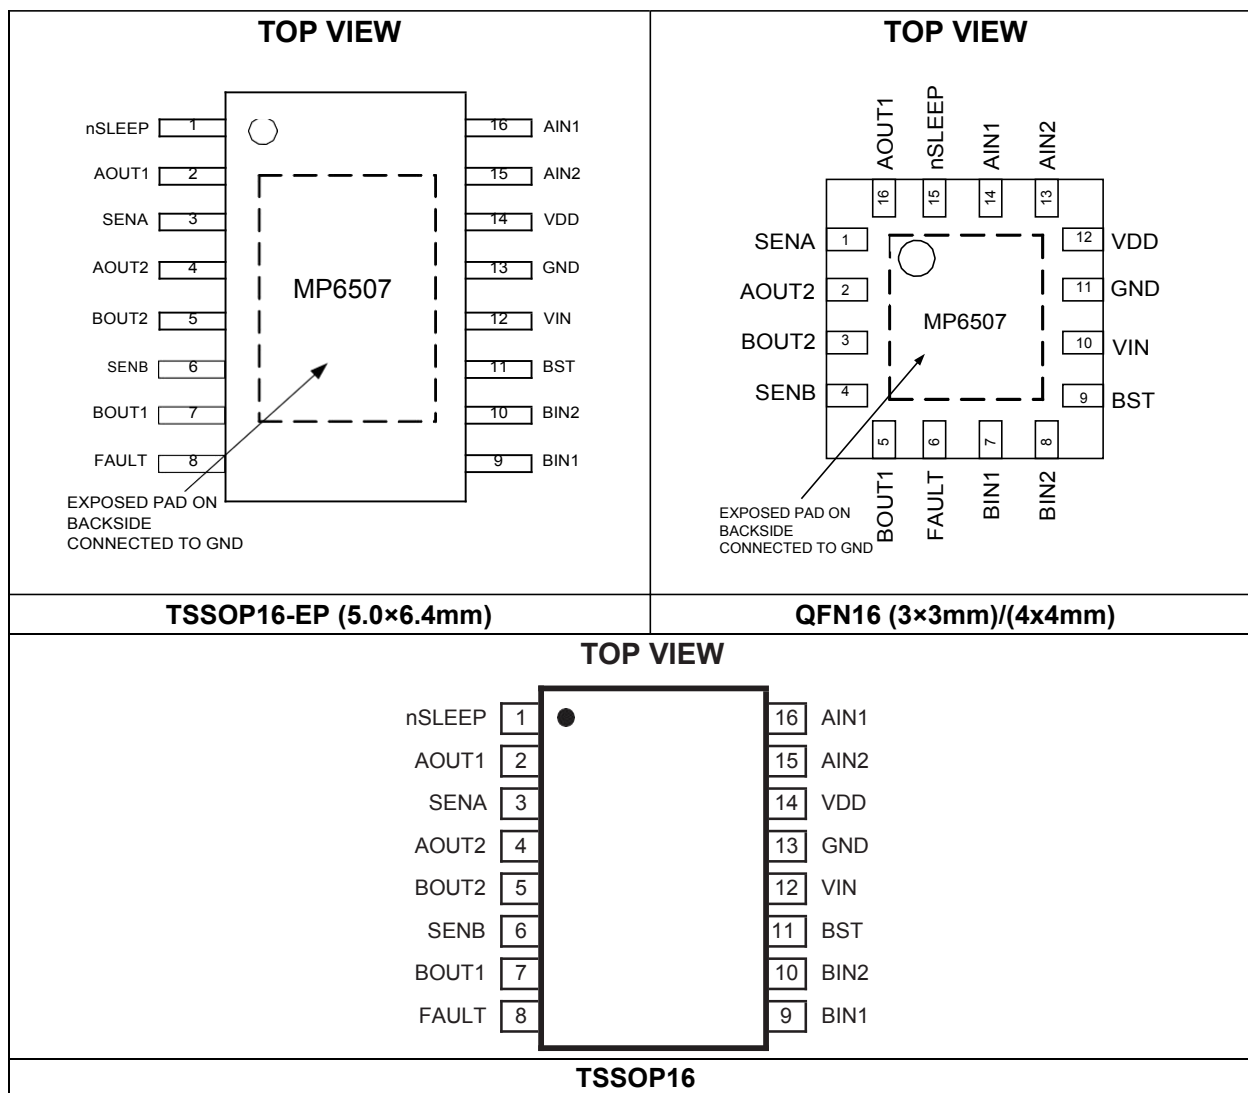 TOP VIEW
nSLEEP 1
AOUT1 2
SENA 3
AOUT2 4
BOUT2 5
SENB 6
BOUT1 7
FAULT 8
16 AIN1
15 AIN2
14 VDD
13 GND
12 VIN
11 BST
10 BIN2
9 BIN1
MP6507
EXPOSED PAD ON
BACKSIDE
CONNECTED TO GND
TSSOP16-EP (5.0×6.4mm)
TOP VIEW
AOUT1 16
nSLEEP 15
AIN1 14
AIN2 13
SENA 1
AOUT2 2
BOUT2 3
SENB 4
12 VDD
11 GND
10 VIN
9 BST
MP6507
5 BOUT1
6 FAULT
7 BIN1
8 BIN2
EXPOSED PAD ON
BACKSIDE
CONNECTED TO GND
QFN16 (3×3mm)/(4x4mm)
TOP VIEW
nSLEEP 1
AOUT1 2
SENA 3
AOUT2 4
BOUT2 5
SENB 6
BOUT1 7
FAULT 8
16 AIN1
15 AIN2
14 VDD
13 GND
12 VIN
11 BST
10 BIN2
9 BIN1
TSSOP16